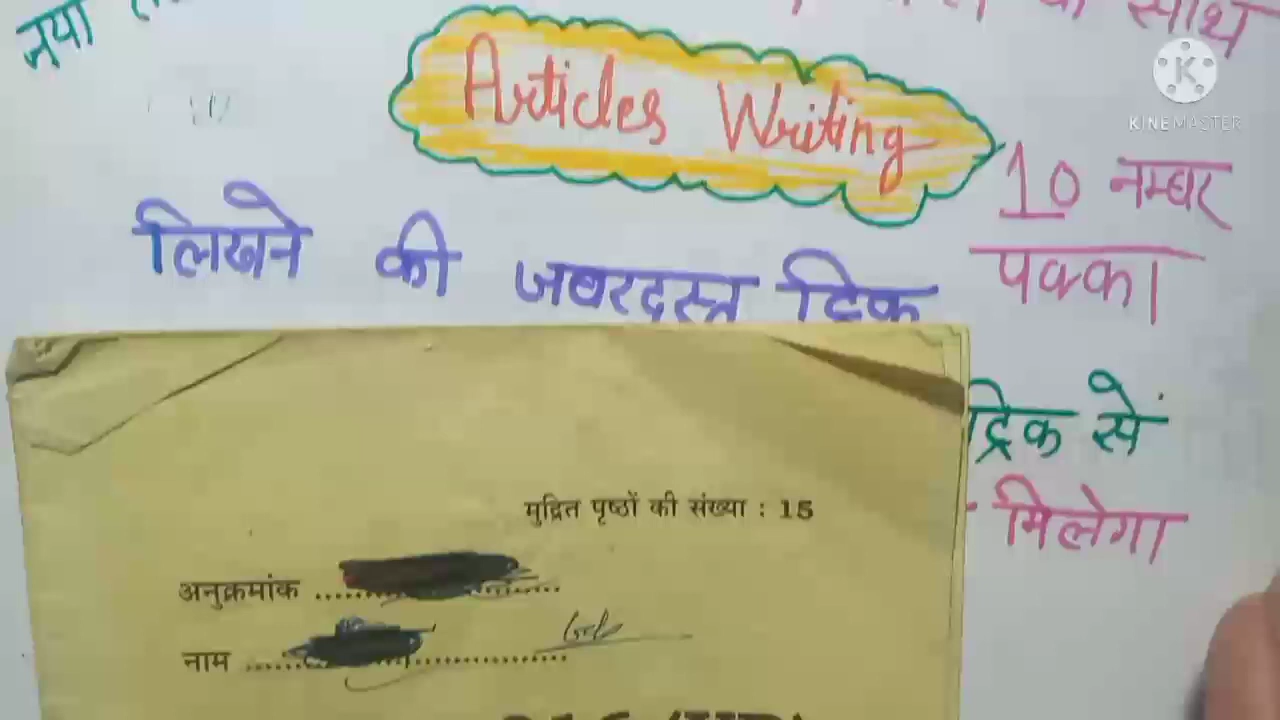 नया
के साथ
KINEMASTER
Articles Writing
10 नम्बर
पक्का
लिखने की जबरदस्त
ट्रिक से
मिलेगा
मुद्रित पृष्ठों की संख्या : 15
अनुक्रमांक
नाम